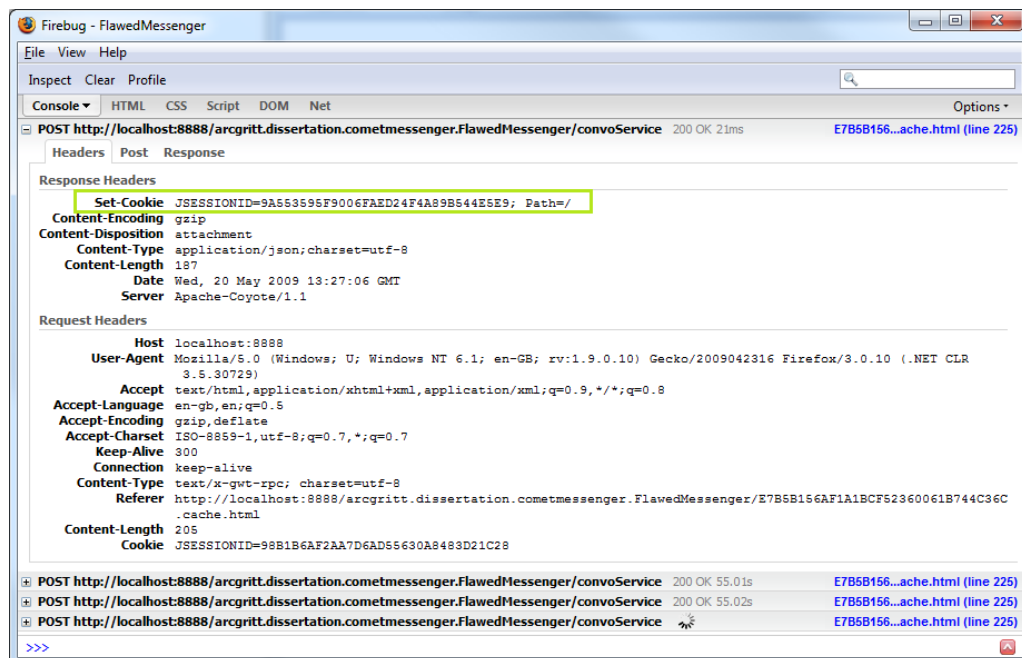 Firebug - FlawedMessenger
File View Help
Inspect Clear Profile
Console HTML CSS Script DOM Net Options
POST http://localhost:8888/arcgritt.dissertation.cometmessenger.FlawedMessenger/convoService 200 OK 21ms E7B5B156...ache.html (line 225)
Headers Post Response
Response Headers
Set-Cookie JSESSIONID=9A553595F9006FAED24F4A89B544E5E9; Path=/
Content-Encoding gzip
Content-Disposition attachment
Content-Type application/json;charset=utf-8
Content-Length 187
Date Wed, 20 May 2009 13:27:06 GMT
Server Apache-Coyote/1.1
Request Headers
Host localhost:8888
User-Agent Mozilla/5.0 (Windows; U; Windows NT 6.1; en-GB; rv:1.9.0.10) Gecko/2009042316 Firefox/3.0.10 (.NET CLR
3.5.30729)
Accept text/html,application/xhtml+xml,application/xml;q=0.9,*/*;q=0.8
Accept-Language en-gb,en;q=0.5
Accept-Encoding gzip,deflate
Accept-Charset ISO-8859-1,utf-8;q=0.7,*;q=0.7
Keep-Alive 300
Connection keep-alive
Content-Type text/x-gwt-rpc; charset=utf-8
Referer http://localhost:8888/arcgritt.dissertation.cometmessenger.FlawedMessenger/E7B5B156AF1A1BCF52360061B744C36C
.cache.html
Content-Length 205
Cookie JSESSIONID=98B1B6AF2AA7D6AD55630A8483D21C28
POST http://localhost:8888/arcgritt.dissertation.cometmessenger.FlawedMessenger/convoService 200 OK 55.01s E7B5B156...ache.html (line 225)
POST http://localhost:8888/arcgritt.dissertation.cometmessenger.FlawedMessenger/convoService 200 OK 55.02s E7B5B156...ache.html (line 225)
POST http://localhost:8888/arcgritt.dissertation.cometmessenger.FlawedMessenger/convoService E7B5B156...ache.html (line 225)
>>>